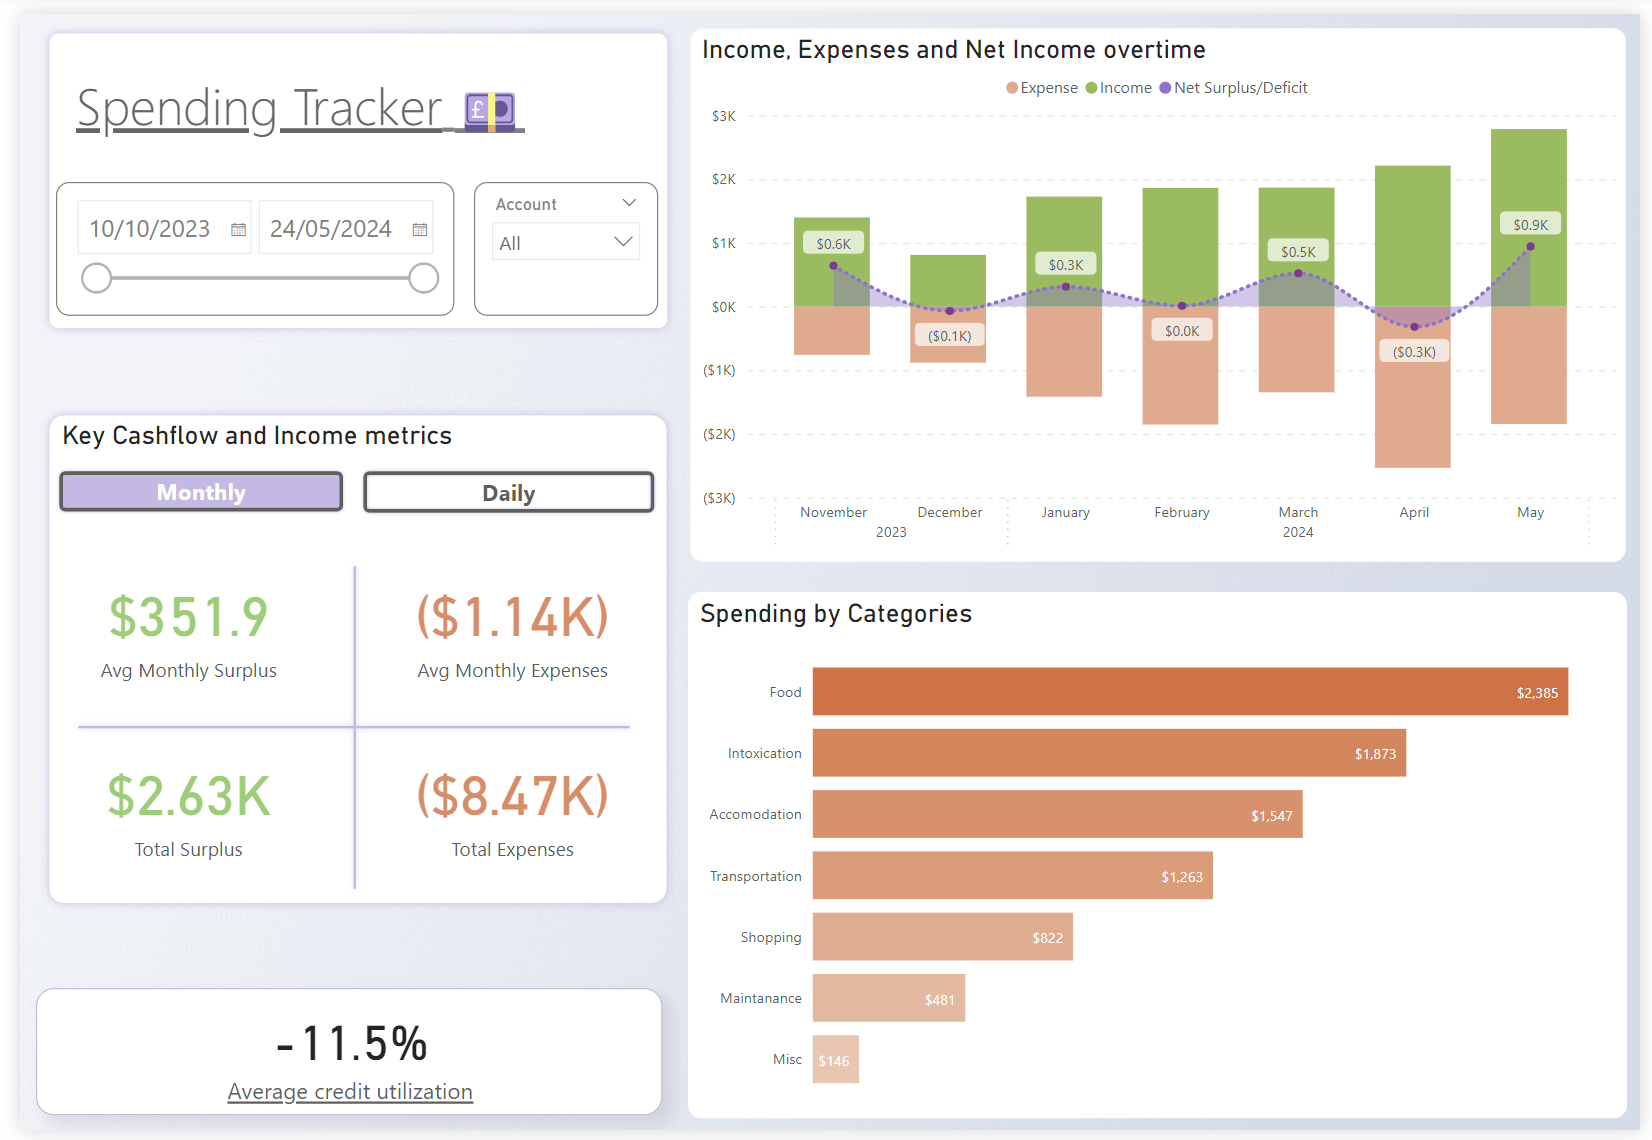 Spending Tracker
10/10/2023
24/05/2024
Account
All
Key Cashflow and Income metrics
Monthly
Daily
$351.9
Avg Monthly Surplus
($1.14K)
Avg Monthly Expenses
$2.63K
Total Surplus
($8.47K)
Total Expenses
-11.5%
Average credit utilization
Income, Expenses and Net Income overtime
Expense Income Net Surplus/Deficit
$3K
$2K
$1K
$0K
($1K)
($2K)
($3K)
$0.6K
($0.1K)
$0.3K
$0.0K
$0.5K
($0.3K)
$0.9K
November December January February March April May
2023 2024
Spending by Categories
Food $2,385
Intoxication $1,873
Accomodation $1,547
Transportation $1,263
Shopping $822
Maintanance $481
Misc $146